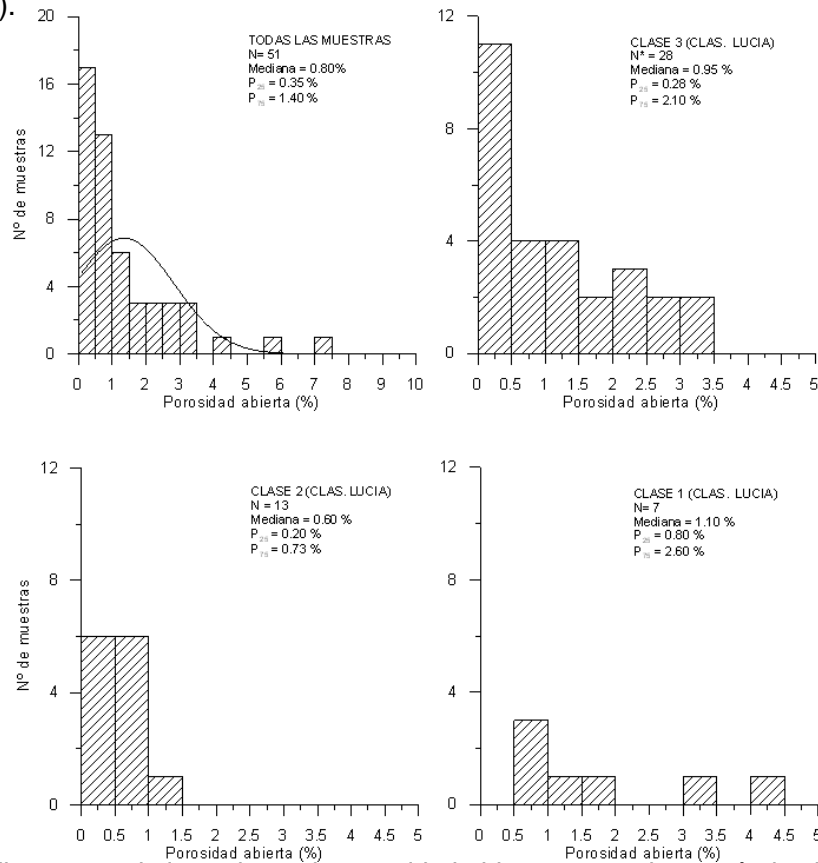 ).
TODAS LAS MUESTRAS
N= 51
Mediana = 0.80%
P25 = 0.35 %
P75 = 1.40 %
Nº de muestras
20
16
12
8
4
0
0 1 2 3 4 5 6 7 8 9 10
Porosidad abierta (%)
CLASE 3 (CLAS. LUCIA)
N* = 28
Mediana = 0.95 %
P25 = 0.28 %
P75 = 2.10 %
12
8
4
0
0 0.5 1 1.5 2 2.5 3 3.5 4 4.5 5
Porosidad abierta (%)
CLASE 2 (CLAS. LUCIA)
N = 13
Mediana = 0.60 %
P25 = 0.20 %
P75 = 0.73 %
Nº de muestras
12
8
4
0
0 0.5 1 1.5 2 2.5 3 3.5 4 4.5 5
Porosidad abierta (%)
CLASE 1 (CLAS. LUCIA)
N= 7
Mediana = 1.10 %
P25 = 0.80 %
P75 = 2.60 %
12
8
4
0
0 0.5 1 1.5 2 2.5 3 3.5 4 4.5 5
Porosidad abierta (%)